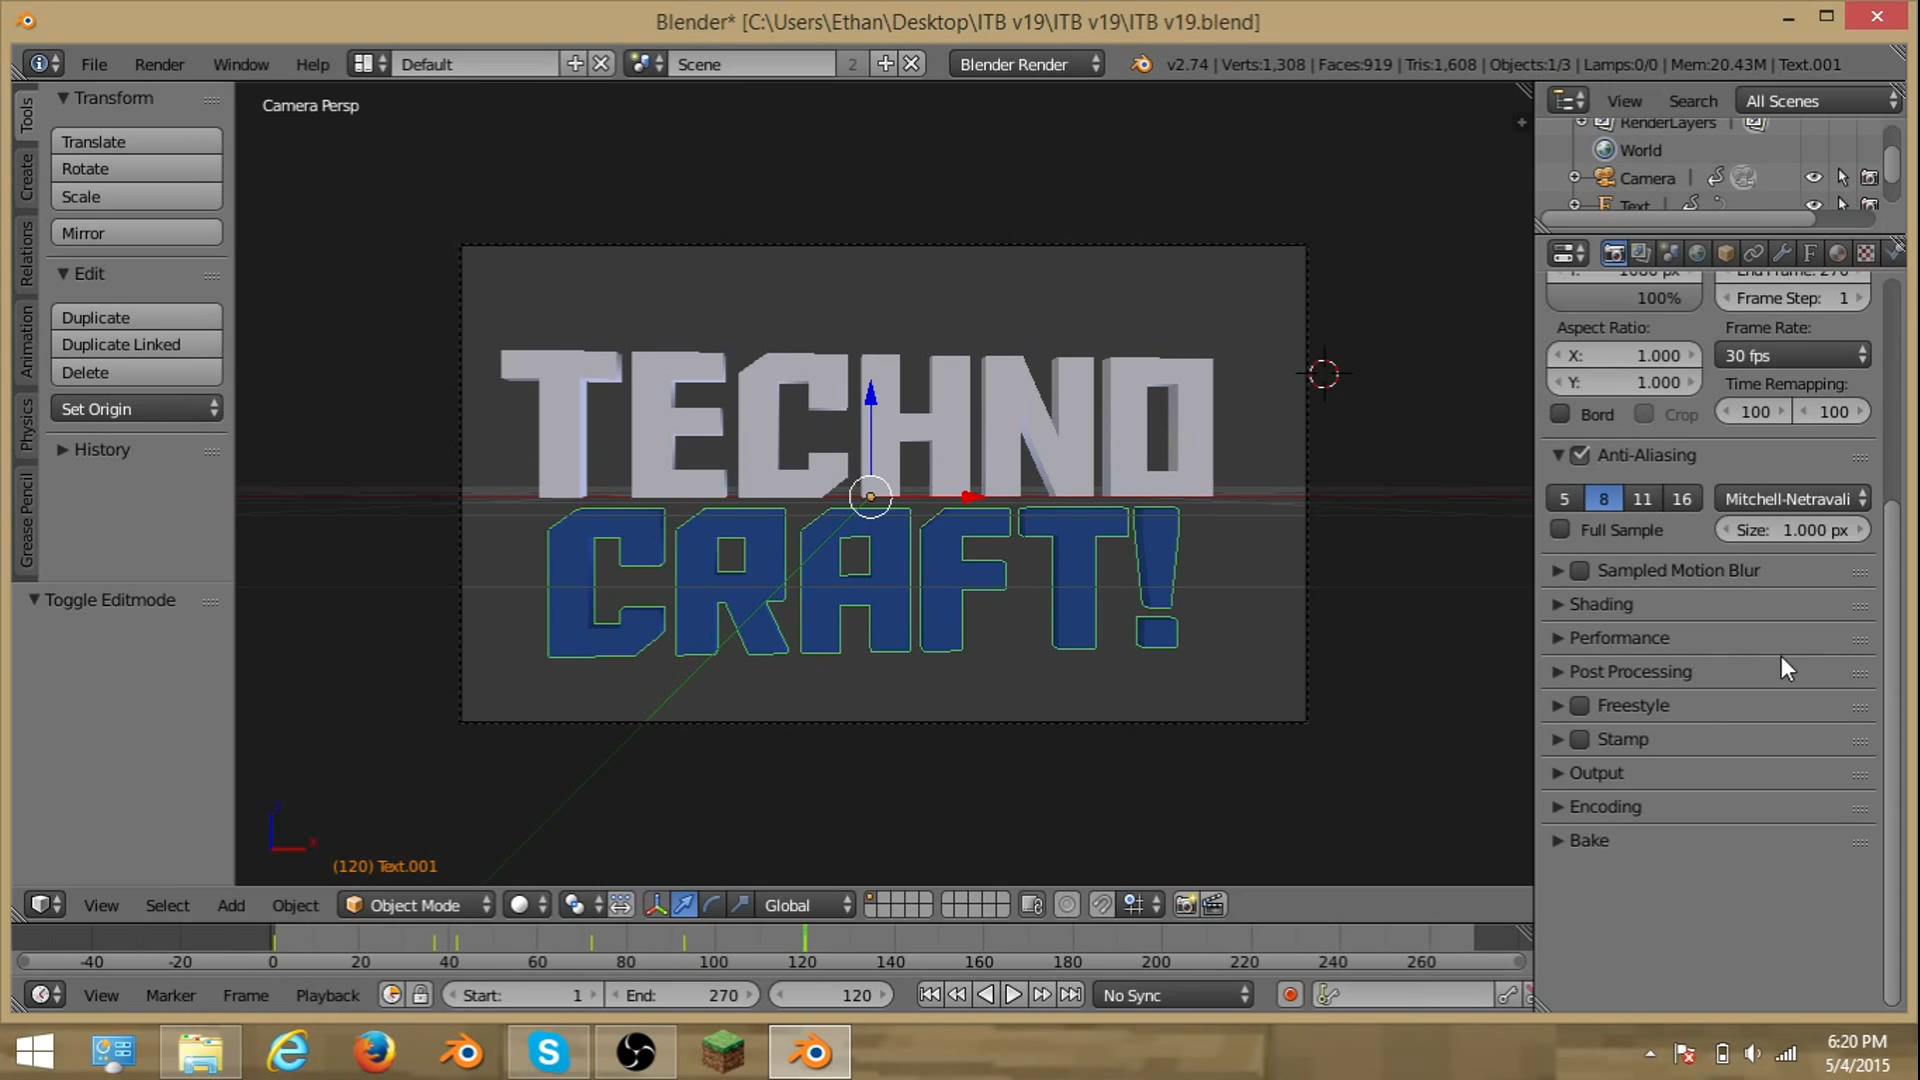 Blender* [C:\Users\Ethan\Desktop\ITB v19\ITB v19\ITB v19.blend]
File Render Window Help Default Scene 2 Blender Render v2.74 | Verts:1,308 | Faces:919 | Tris:1,608 | Objects:1/3 | Lamps:0/0 | Mem:20.43M | Text.001
Tools
Create
Relations
Animation
Physics
Grease Pencil
Transform
Translate
Rotate
Scale
Mirror
Edit
Duplicate
Duplicate Linked
Delete
Set Origin
History
Toggle Editmode
Camera Persp
TECHNO
CRAFT!
(120) Text.001
View Search All Scenes
RenderLayers
World
Camera
Text
Y: 1080 px End Frame: 270
100% Frame Step: 1
Aspect Ratio: Frame Rate:
X: 1.000 30 fps
Y: 1.000 Time Remapping:
Bord Crop 100 100
Anti-Aliasing
5 8 11 16 Mitchell-Netravali
Full Sample Size: 1.000 px
Sampled Motion Blur
Shading
Performance
Post Processing
Freestyle
Stamp
Output
Encoding
Bake
View Select Add Object Object Mode Global
-40 -20 0 20 40 60 80 100 120 140 160 180 200 220 240 260
View Marker Frame Playback Start: 1 End: 270 120 No Sync
6:20 PM
5/4/2015